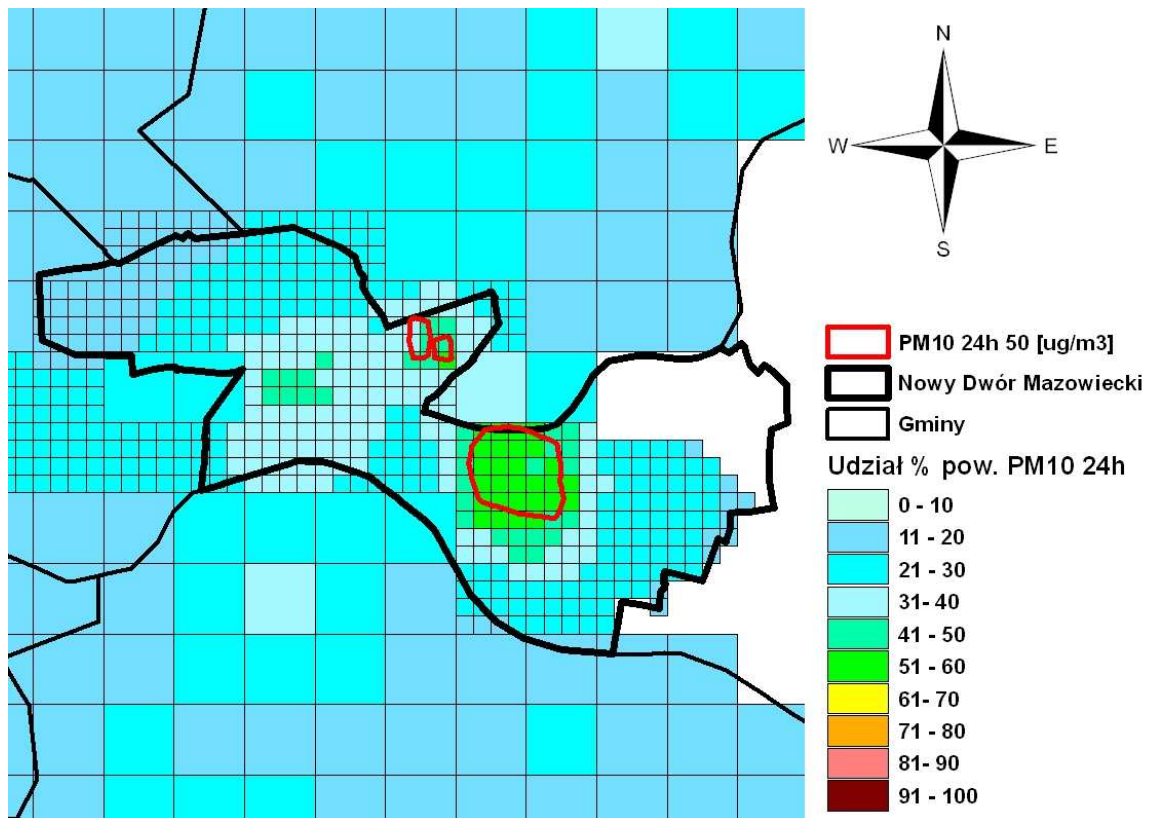 N
W
E
S
PM10 24h 50 [ug/m3]
Nowy Dwór Mazowiecki
Gminy
Udział % pow. PM10 24h
0 - 10
11 - 20
21 - 30
31- 40
41 - 50
51 - 60
61- 70
71 - 80
81- 90
91 - 100